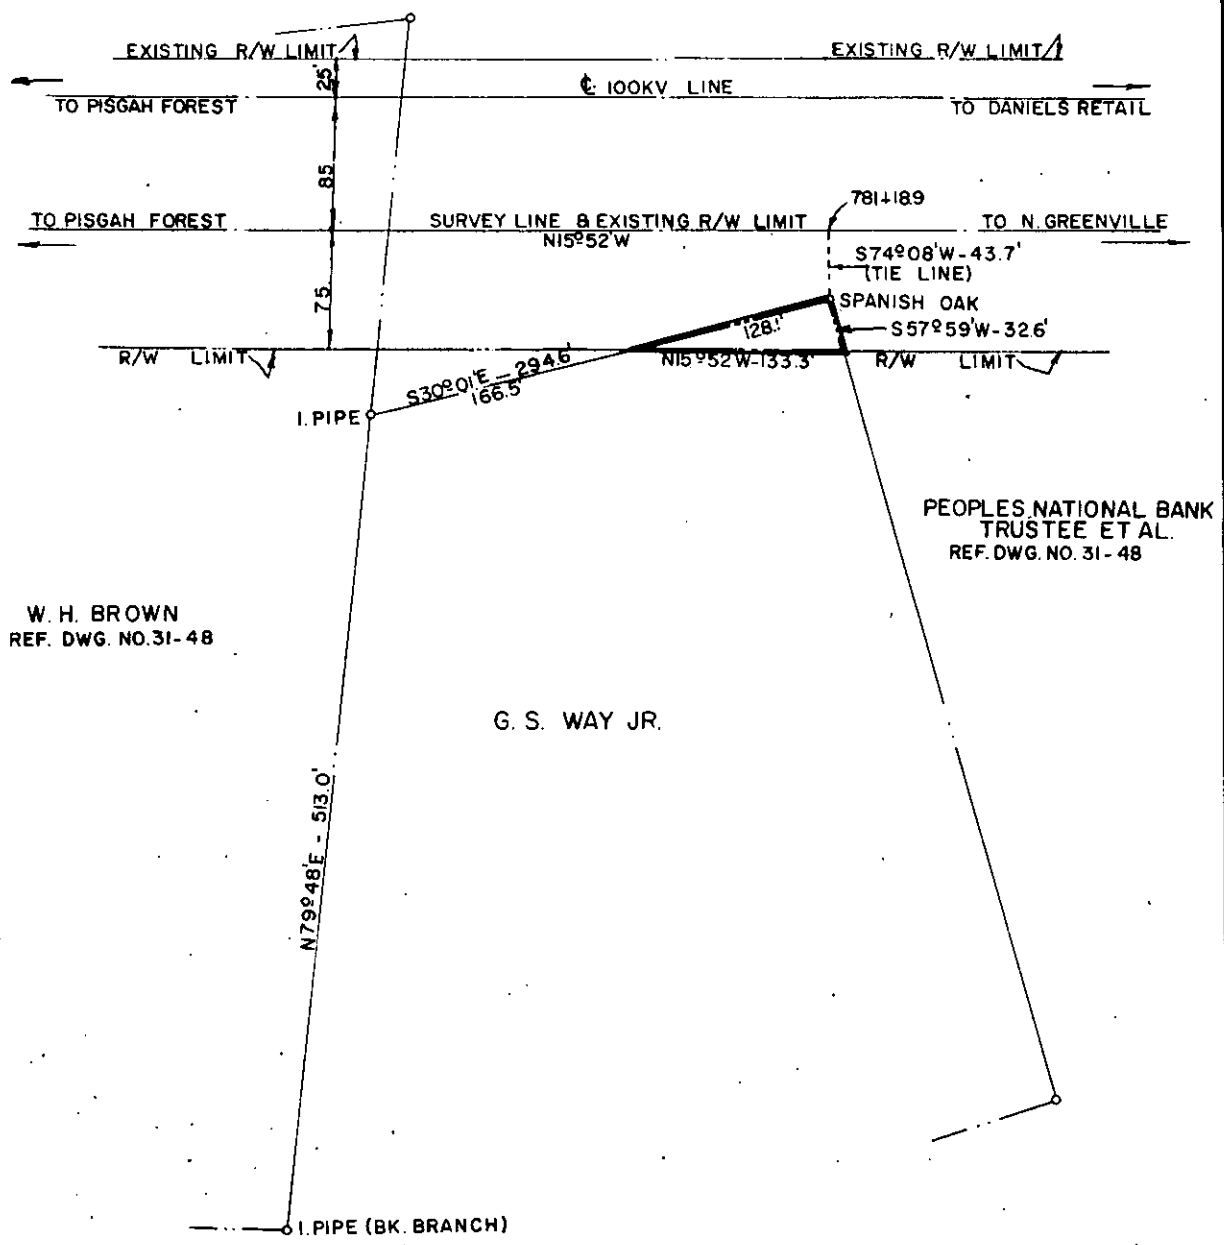 EXISTING R/W LIMIT
EXISTING R/W LIMIT
25'
℄ 100KV LINE
TO PISGAH FOREST
TO DANIELS RETAIL
85
781+18.9
TO PISGAH FOREST
SURVEY LINE & EXISTING R/W LIMIT
TO N. GREENVILLE
N15°52'W
S74°08'W-43.7'
(TIE LINE)
75
SPANISH OAK
128.1'
S57°59'W-32.6'
R/W LIMIT
N15°52'W-133.3'
R/W LIMIT
S30°01'E - 294.6'
166.5'
I. PIPE
PEOPLES NATIONAL BANK
TRUSTEE ET AL.
REF. DWG. NO. 31-48
W. H. BROWN
REF. DWG. NO. 31-48
G. S. WAY JR.
N79°48'E - 513.0'
I. PIPE (BK. BRANCH)